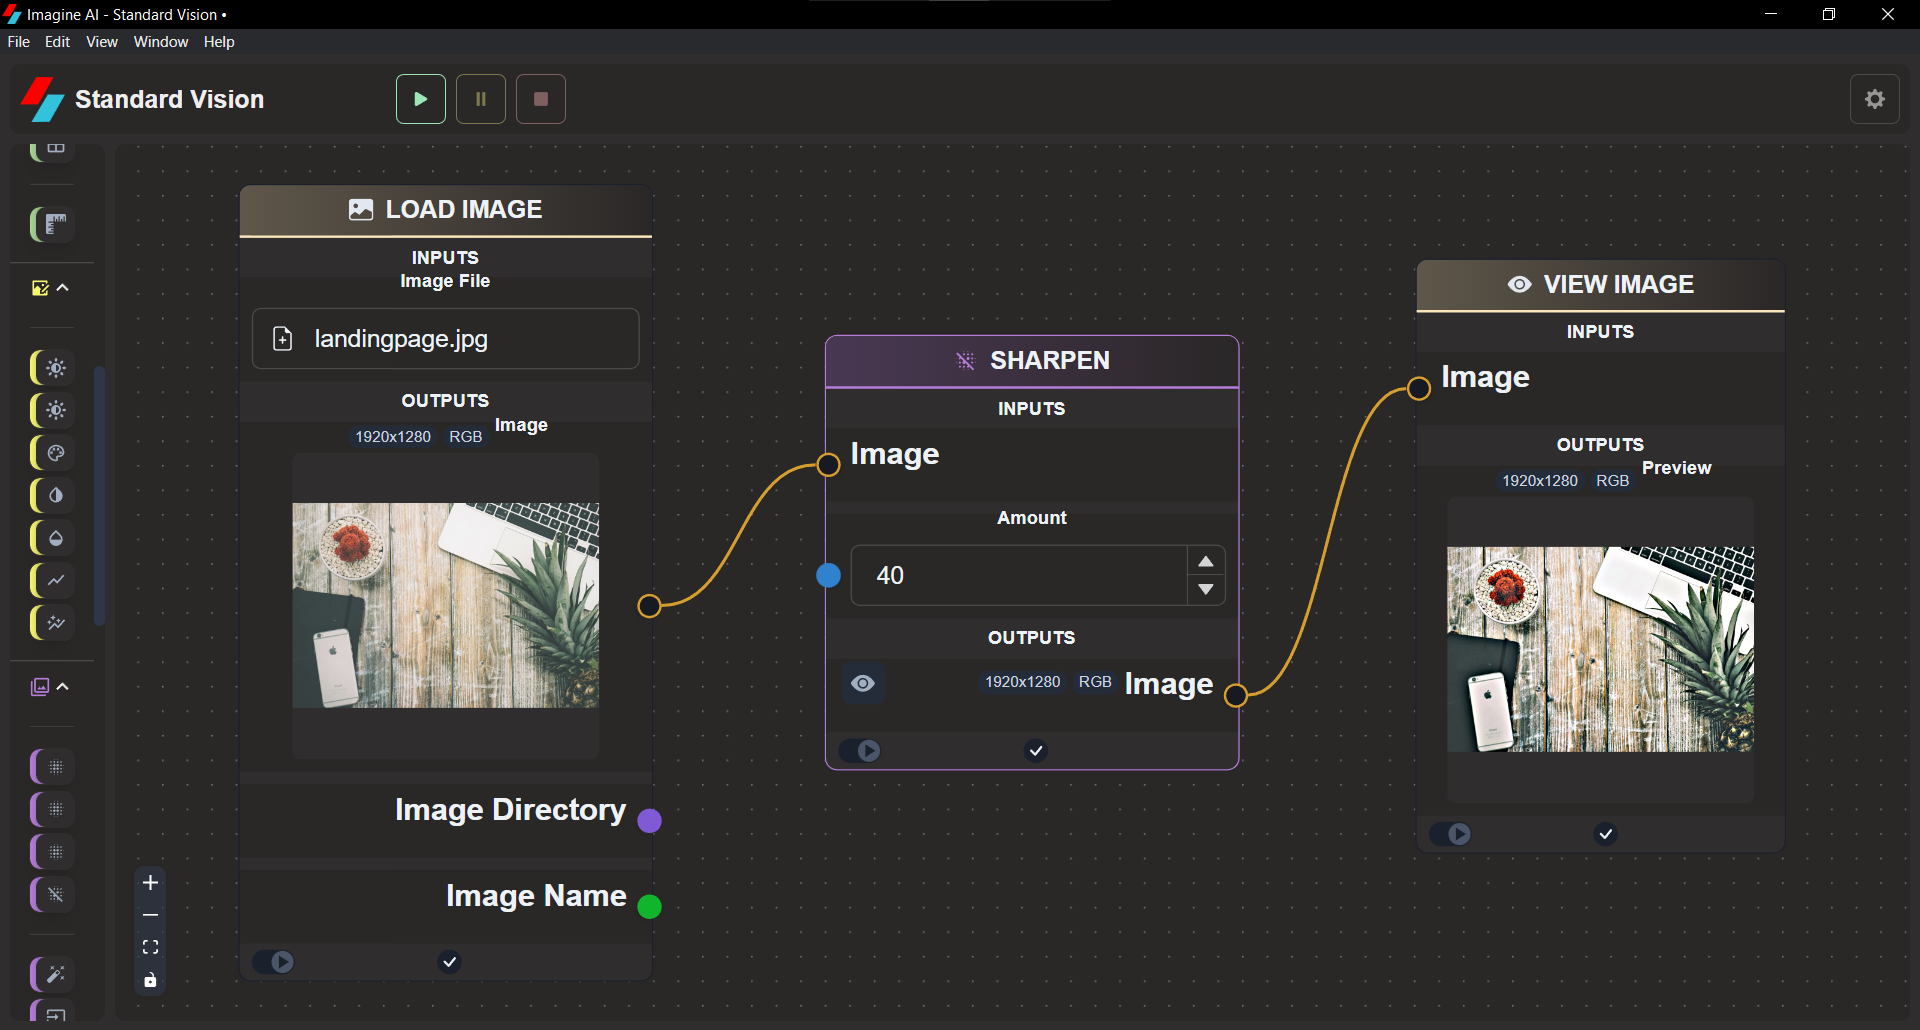 Imagine AI - Standard Vision •
File Edit View Window Help
Standard Vision
LOAD IMAGE
INPUTS
Image File
landingpage.jpg
OUTPUTS
Image
1920x1280 RGB
Image Directory
Image Name
SHARPEN
INPUTS
Image
Amount
40
OUTPUTS
1920x1280 RGB Image
VIEW IMAGE
INPUTS
Image
OUTPUTS
Preview
1920x1280 RGB